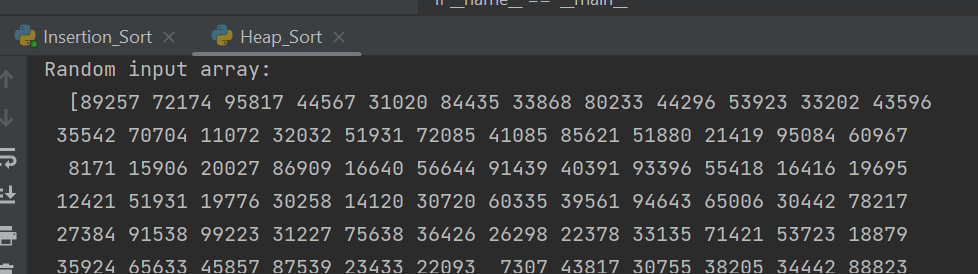 if __name__ == '__main__'
Insertion_Sort
Heap_Sort
Random input array:
[89257 72174 95817 44567 31020 84435 33868 80233 44296 53923 33202 43596
35542 70704 11072 32032 51931 72085 41085 85621 51880 21419 95084 60967
8171 15906 20027 86909 16640 56644 91439 40391 93396 55418 16416 19695
12421 51931 19776 30258 14120 30720 60335 39561 94643 65006 30442 78217
27384 91538 99223 31227 75638 36426 26298 22378 33135 71421 53723 18879
35924 65633 45857 87539 23433 22093 7307 43817 30755 38205 34442 88823